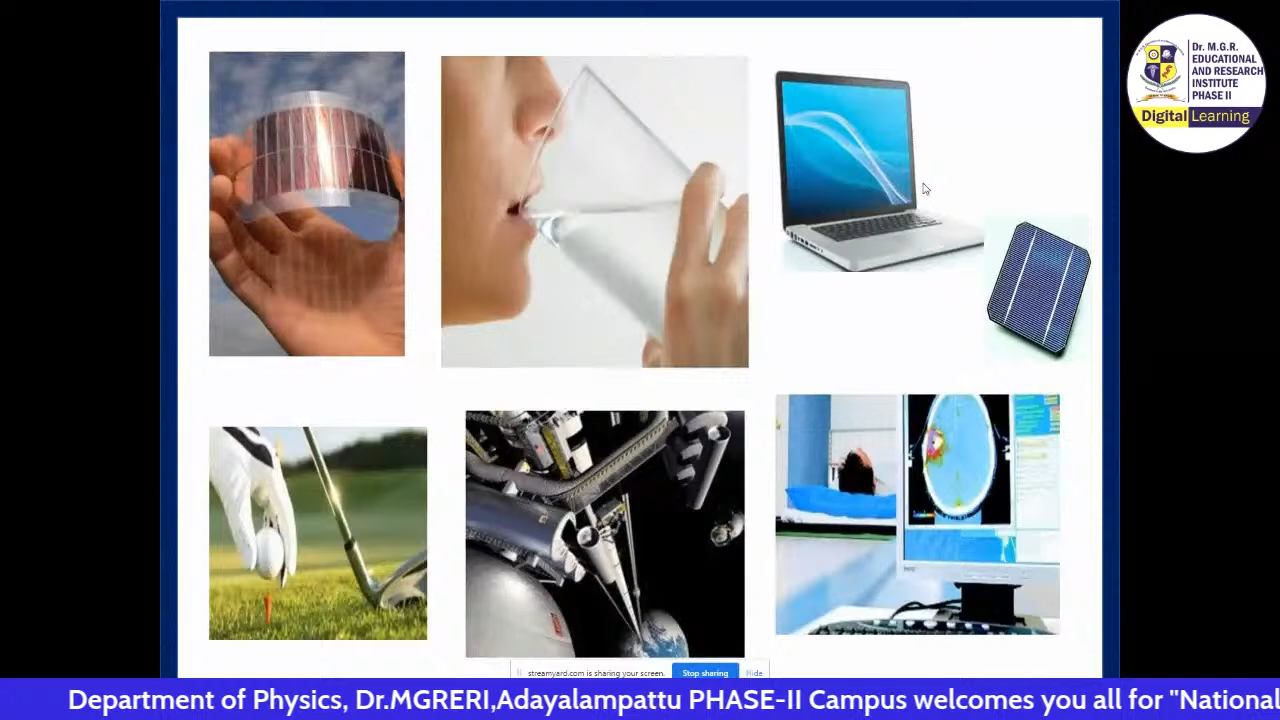 Dr. M.G.R.
EDUCATIONAL
AND RESEARCH
INSTITUTE
PHASE II
Digital Learning
streamyard.com is sharing your screen.
Stop sharing
Hide
Department of Physics, Dr.MGRERI,Adayalampattu PHASE-II Campus welcomes you all for "National